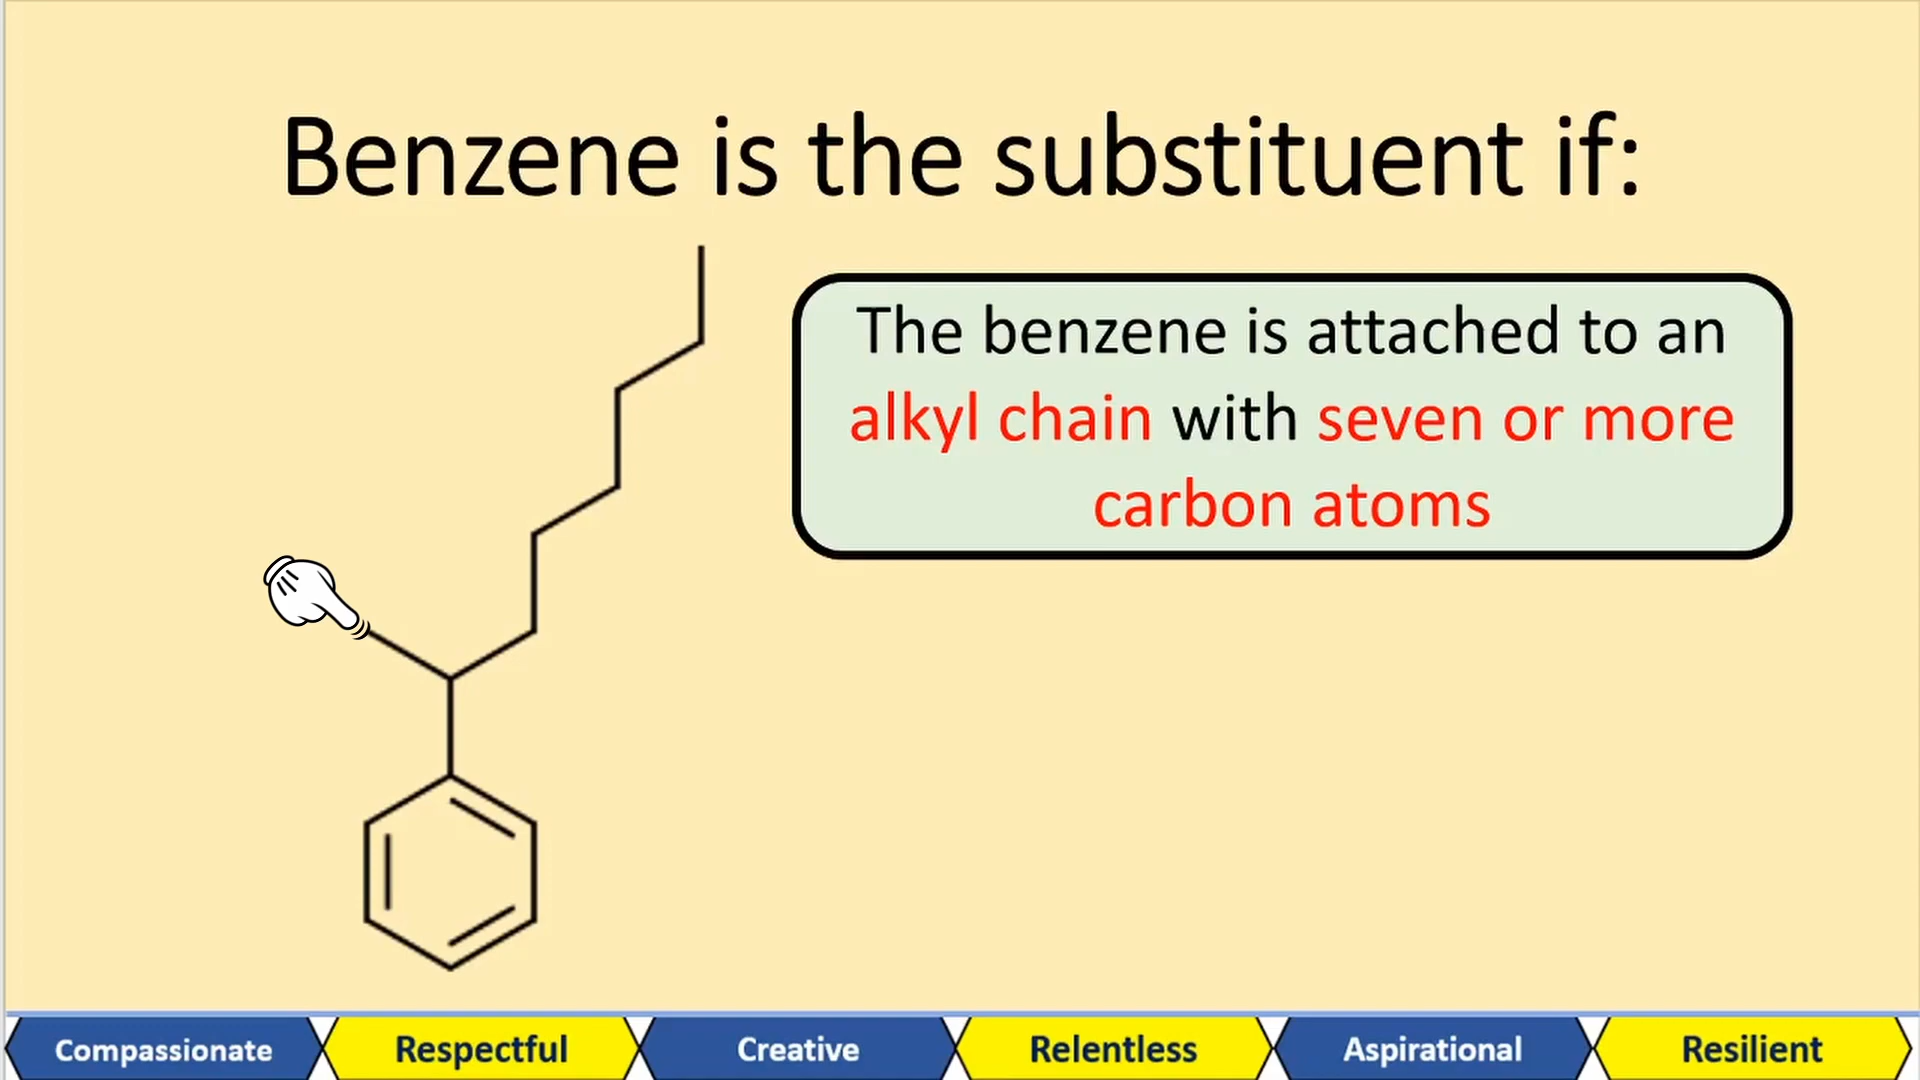 Benzene is the substituent if:
The benzene is attached to an
alkyl chain with seven or more
carbon atoms
Compassionate
Respectful
Creative
Relentless
Aspirational
Resilient